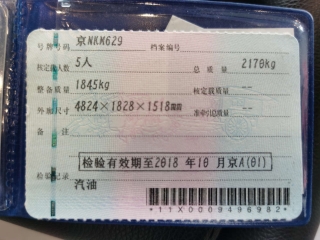 号牌号码 京NKM629 档案编号
核定载人数 5人 总质量 2170kg
整备质量 1845kg 核定载质量 --
外廓尺寸 4824×1828×1518mm 准牵引总质量 --
备注
检验有效期至2018年10月京A(01)
检验记录
汽油
*11X0009496982*